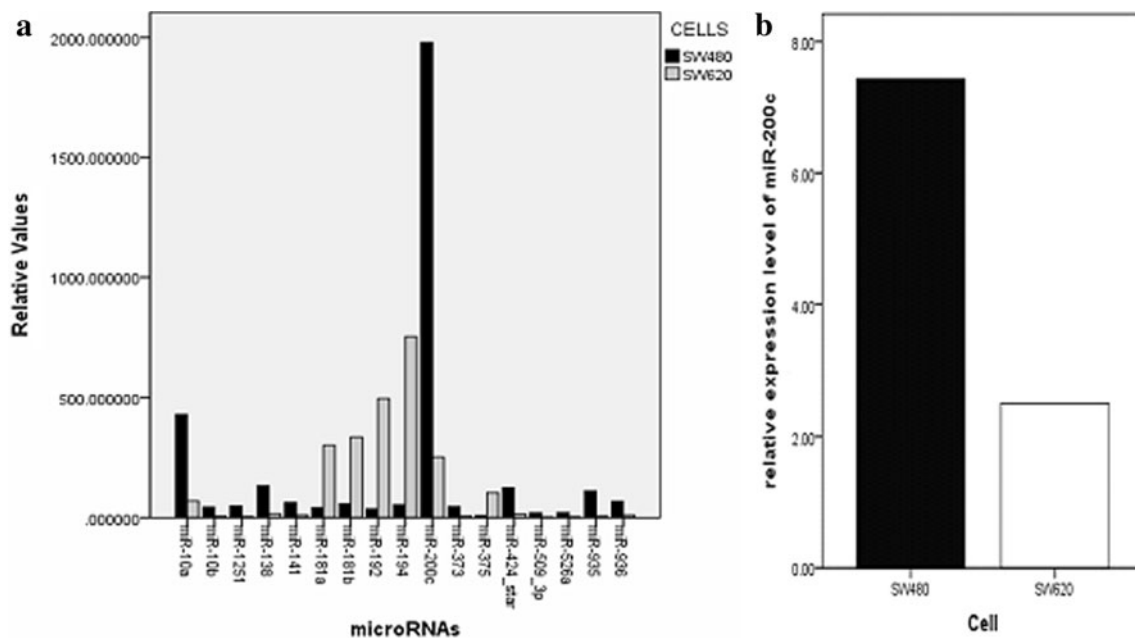 a
CELLS
SW480
SW620
2000.000000
1500.000000
1000.000000
500.000000
.000000
Relative Values
miR-10a
miR-10b
miR-1251
miR-138
miR-141
miR-181a
miR-181b
miR-192
miR-194
miR-200c
miR-373
miR-375
miR-424_star
miR-509_3p
miR-526a
miR-935
miR-936
microRNAs
b
8.00
6.00
4.00
2.00
0.00
relative expression level of miR-200c
SW480
SW620
Cell